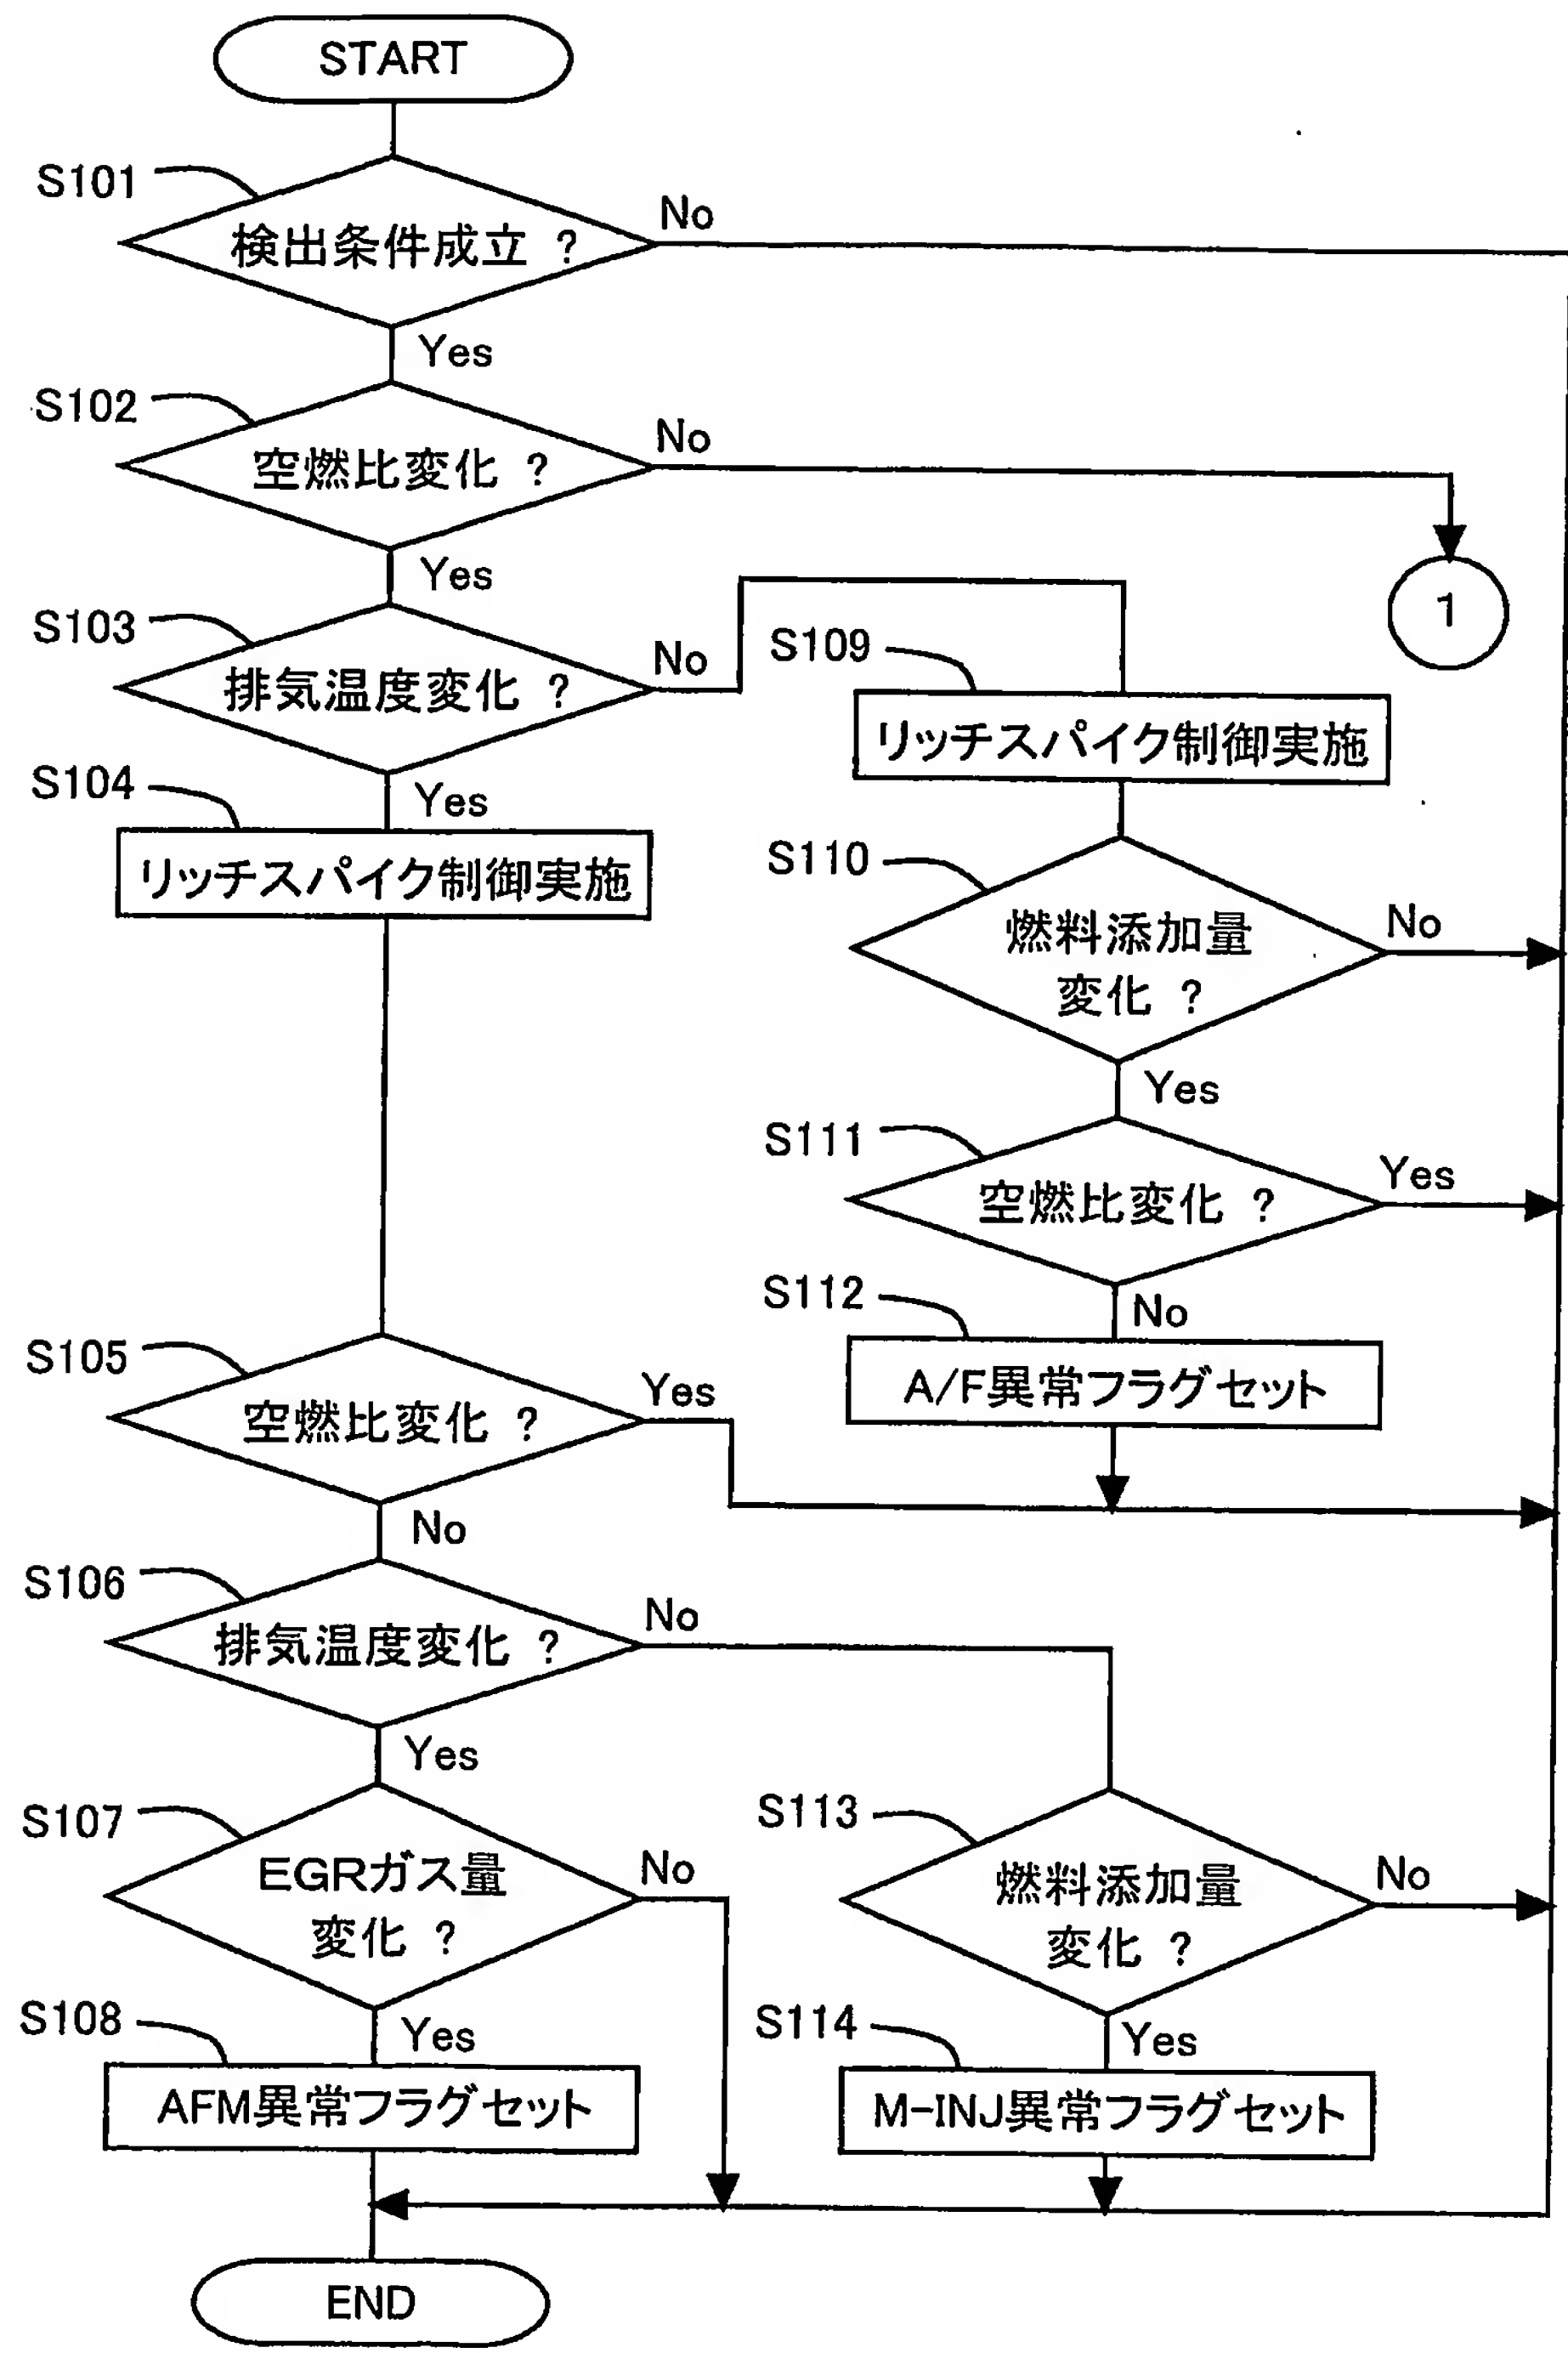 START
S101
検出条件成立 ?
No
Yes
S102
空燃比変化 ?
No
Yes
1
S103
排気温度変化 ?
No
Yes
S109
リッチスパイク制御実施
S104
リッチスパイク制御実施
S110
燃料添加量
変化 ?
No
Yes
S111
空燃比変化 ?
Yes
No
S112
A/F異常フラグセット
S105
空燃比変化 ?
Yes
No
S106
排気温度変化 ?
No
Yes
S107
EGRガス量
変化 ?
No
Yes
S113
燃料添加量
変化 ?
No
Yes
S108
AFM異常フラグセット
S114
M-INJ異常フラグセット
END